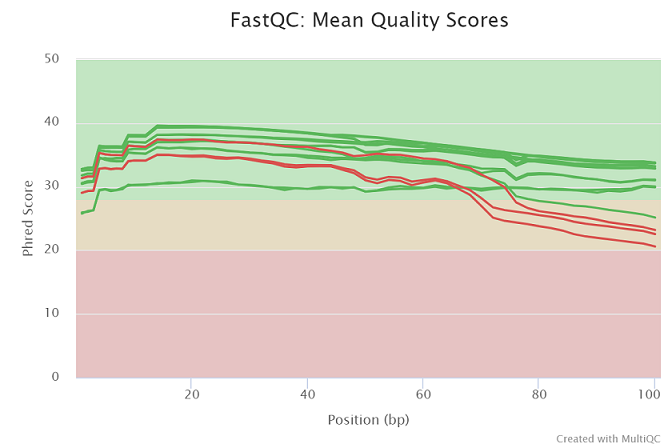 FastQC: Mean Quality Scores
50
40
30
20
10
0
Phred Score
20
40
60
80
100
Position (bp)
Created with MultiQC